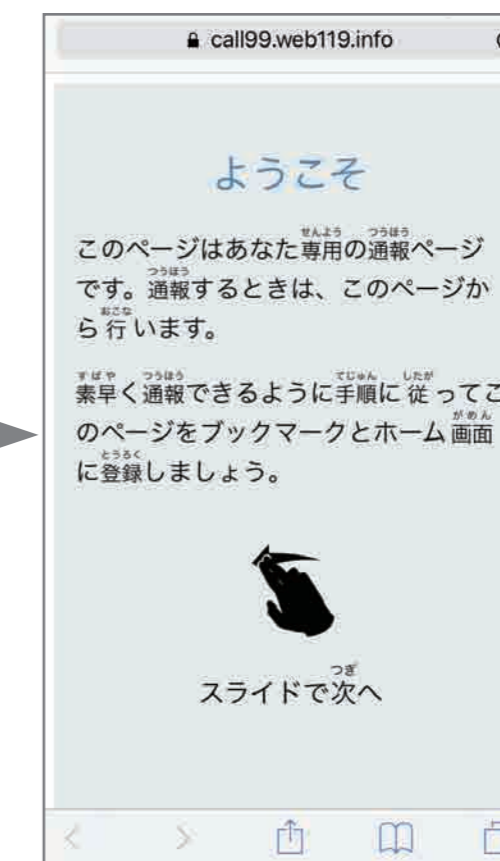 call99.web119.info
ようこそ
このページはあなた専用の通報ページ
です。通報するときは、このページか
ら行います。
素早く通報できるように手順に従ってこ
のページをブックマークとホーム画面
に登録しましょう。
スライドで次へ